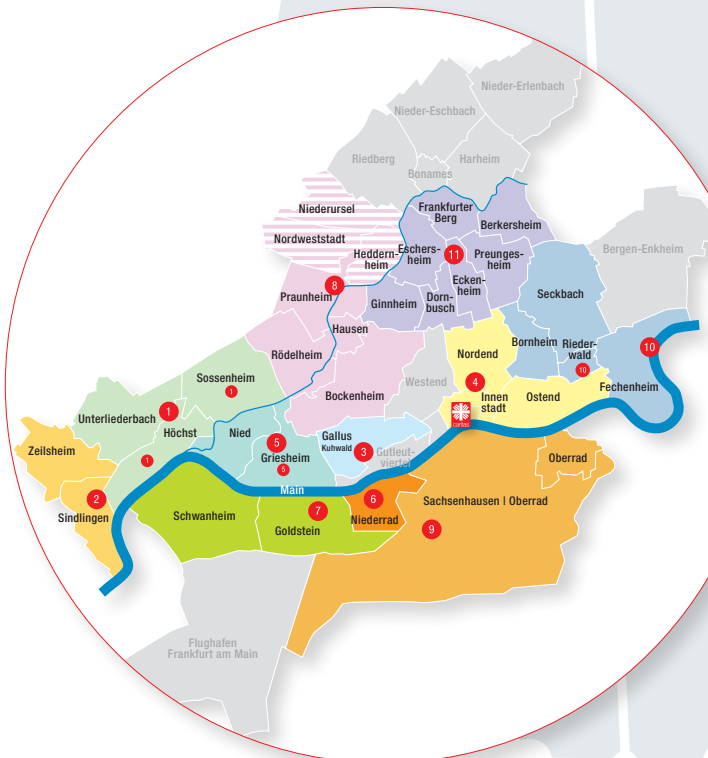 Nieder-Erlenbach
Nieder-Eschbach
Riedberg
Harheim
Bonames
Niederursel
Frankfurter
Berg
Berkersheim
Nordweststadt
Heddern-
heim
Eschers-
heim
11
Preunges-
heim
Bergen-Enkheim
8
Praunheim
Ginnheim
Dorn-
busch
Ecken-
heim
Seckbach
Hausen
Rödelheim
Nordend
Bornheim
Rieder-
wald
10
10
Sossenheim
1
Bockenheim
Westend
4
Innen
stadt
Ostend
Fechenheim
caritas
Unterliederbach
1
Höchst
1
Nied
5
Griesheim
5
Gallus
Kuhwald
3
Gutleut-
viertel
Zeilsheim
Oberrad
2
Sindlingen
Main
6
Niederrad
Sachsenhausen | Oberrad
9
Schwanheim
7
Goldstein
Flughafen
Frankfurt am Main